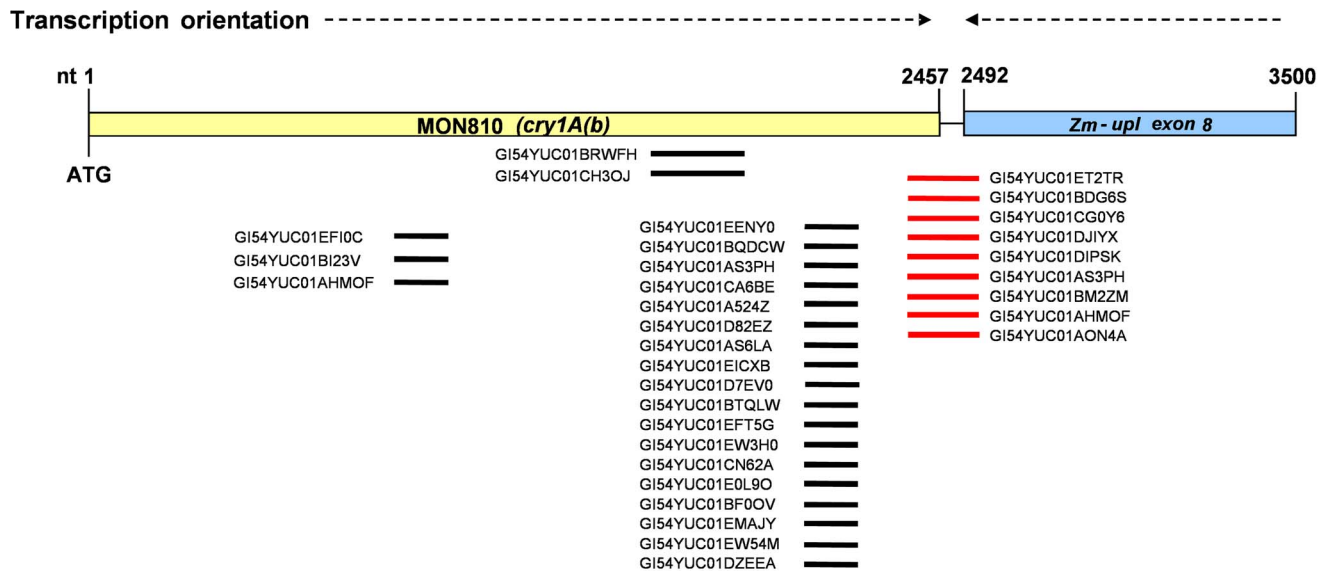 Transcription orientation
nt 1
2457
2492
3500
MON810 (cry1A(b)
Zm - upl exon 8
ATG
GI54YUC01BRWFH
GI54YUC01CH3OJ
GI54YUC01EFI0C
GI54YUC01BI23V
GI54YUC01AHMOF
GI54YUC01EENY0
GI54YUC01BQDCW
GI54YUC01AS3PH
GI54YUC01CA6BE
GI54YUC01A524Z
GI54YUC01D82EZ
GI54YUC01AS6LA
GI54YUC01EICXB
GI54YUC01D7EV0
GI54YUC01BTQLW
GI54YUC01EFT5G
GI54YUC01EW3H0
GI54YUC01CN62A
GI54YUC01E0L9O
GI54YUC01BF0OV
GI54YUC01EMAJY
GI54YUC01EW54M
GI54YUC01DZEEA
GI54YUC01ET2TR
GI54YUC01BDG6S
GI54YUC01CG0Y6
GI54YUC01DJIYX
GI54YUC01DIPSK
GI54YUC01AS3PH
GI54YUC01BM2ZM
GI54YUC01AHMOF
GI54YUC01AON4A